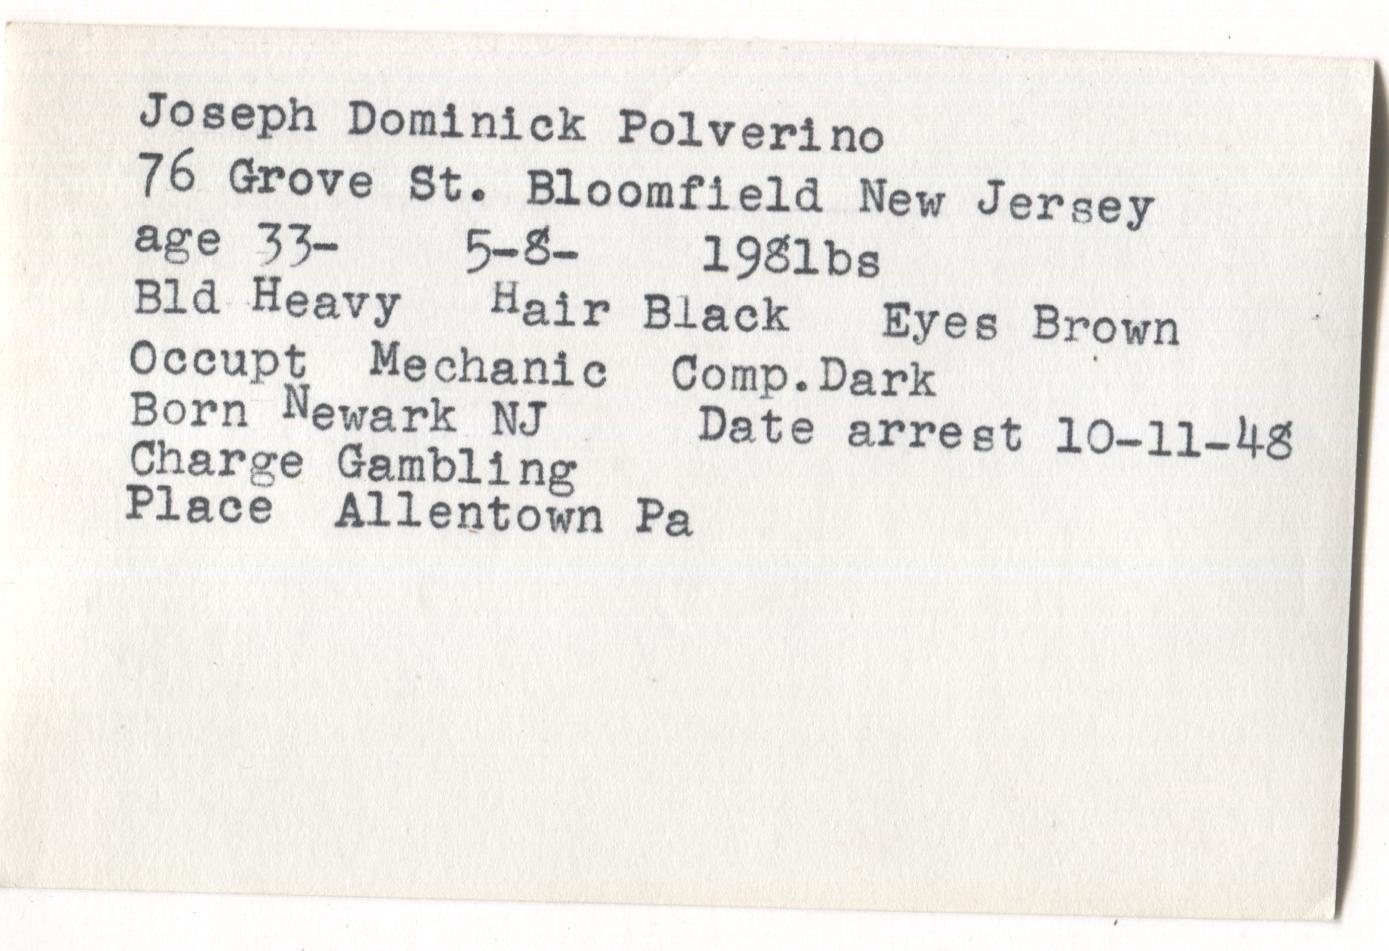 Joseph Dominick Polverino
76 Grove St. Bloomfield New Jersey
age 33- 5-8- 198lbs
Bld Heavy Hair Black Eyes Brown
Occupt Mechanic Comp.Dark
Born Newark NJ Date arrest 10-11-48
Charge Gambling
Place Allentown Pa